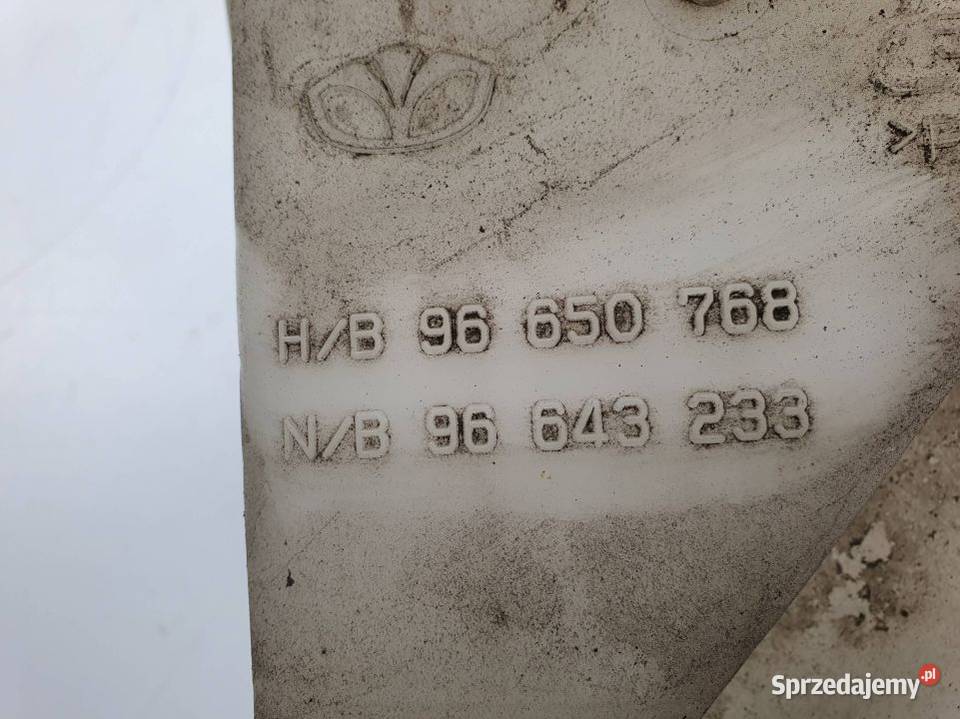 H/B 96 650 768
N/B 96 643 233
Sprzedajemy.pl